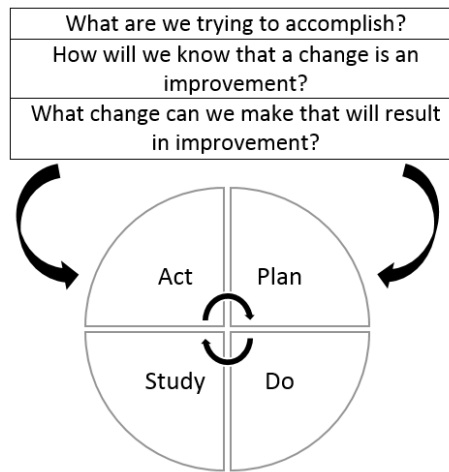 What are we trying to accomplish?
How will we know that a change is an
improvement?
What change can we make that will result
in improvement?
Act
Plan
Study
Do